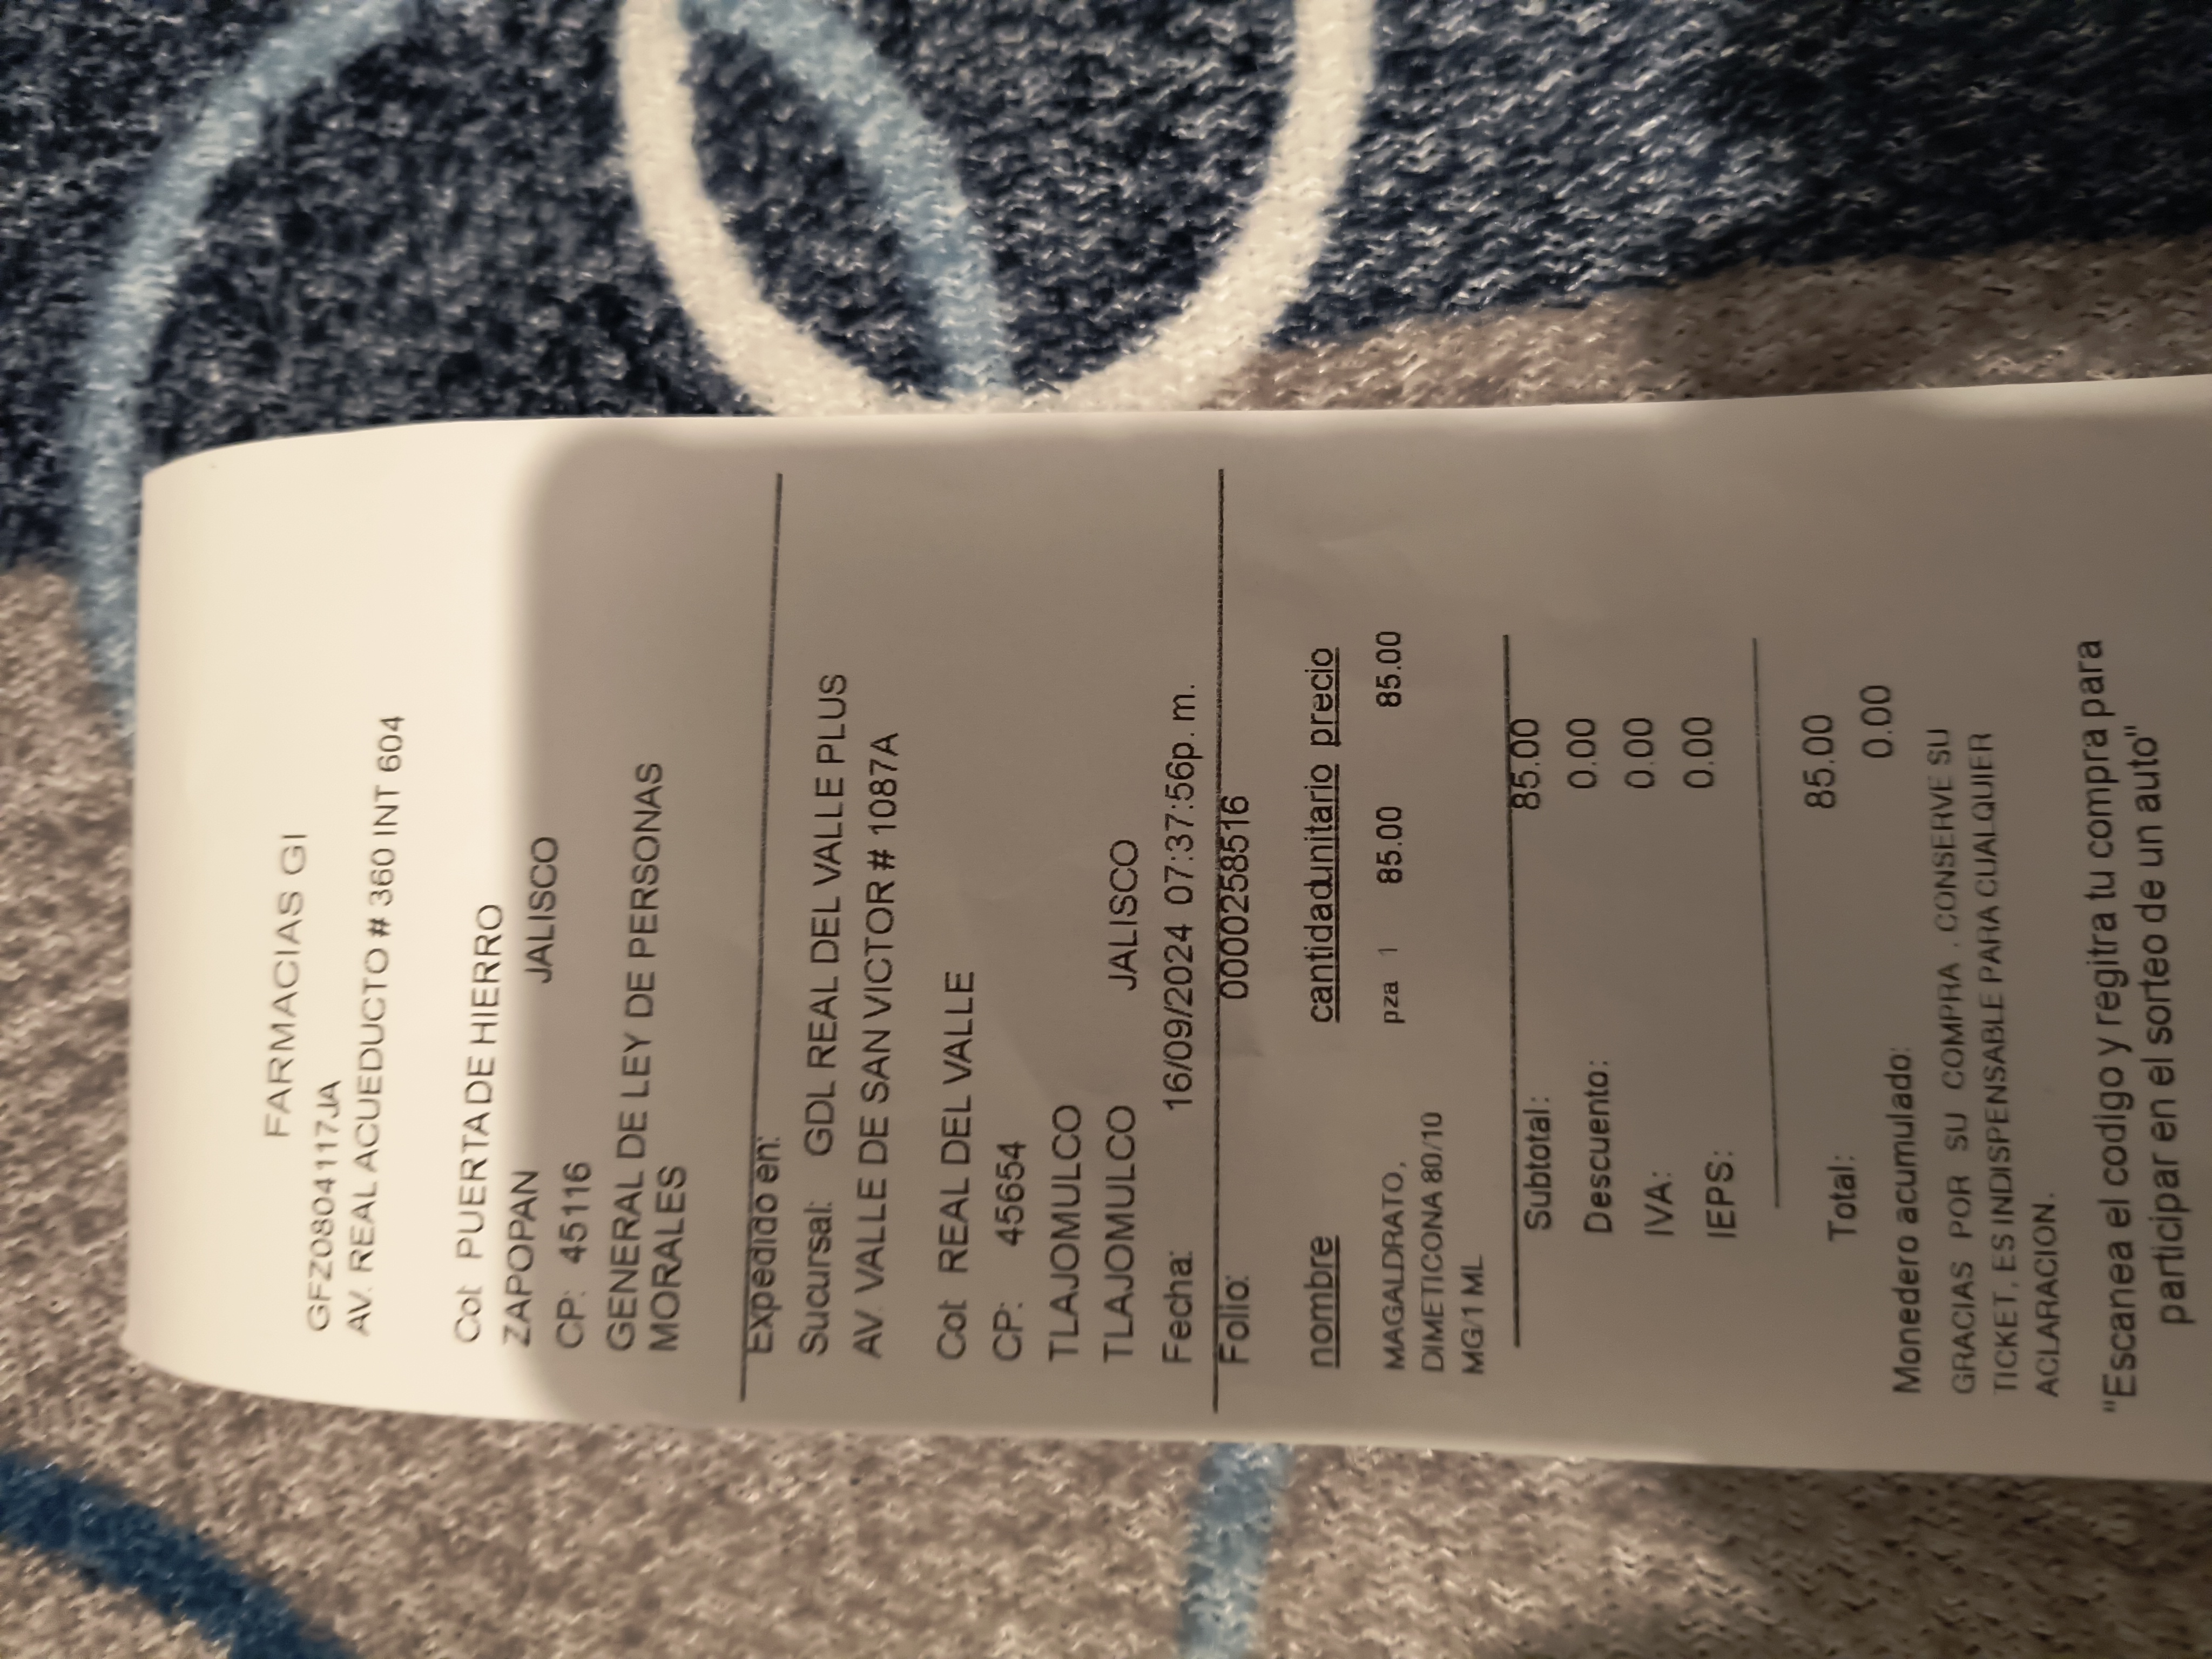 FARMACIAS GI
GFZ0804117JA
AV. REAL ACUEDUCTO # 360 INT 604
Col: PUERTA DE HIERRO
ZAPOPAN
JALISCO
CP: 45116
GENERAL DE LEY DE PERSONAS
MORALES
Expedido en:
Sucursal: GDL REAL DEL VALLE PLUS
AV. VALLE DE SAN VICTOR # 1087A
Col: REAL DEL VALLE
CP: 45654
TLAJOMULCO
TLAJOMULCO JALISCO
Fecha: 16/09/2024 07:37:56p. m.
Folio: 0000258516
nombre cantidadunitario precio
MAGALDRATO, pza 1 85.00 85.00
DIMETICONA 80/10
MG/1 ML
Subtotal: 85.00
Descuento: 0.00
IVA: 0.00
IEPS: 0.00
Total: 85.00
Monedero acumulado: 0.00
GRACIAS POR SU COMPRA , CONSERVE SU
TICKET, ES INDISPENSABLE PARA CUALQUIER
ACLARACION.
"Escanea el codigo y regitra tu compra para
participar en el sorteo de un auto"